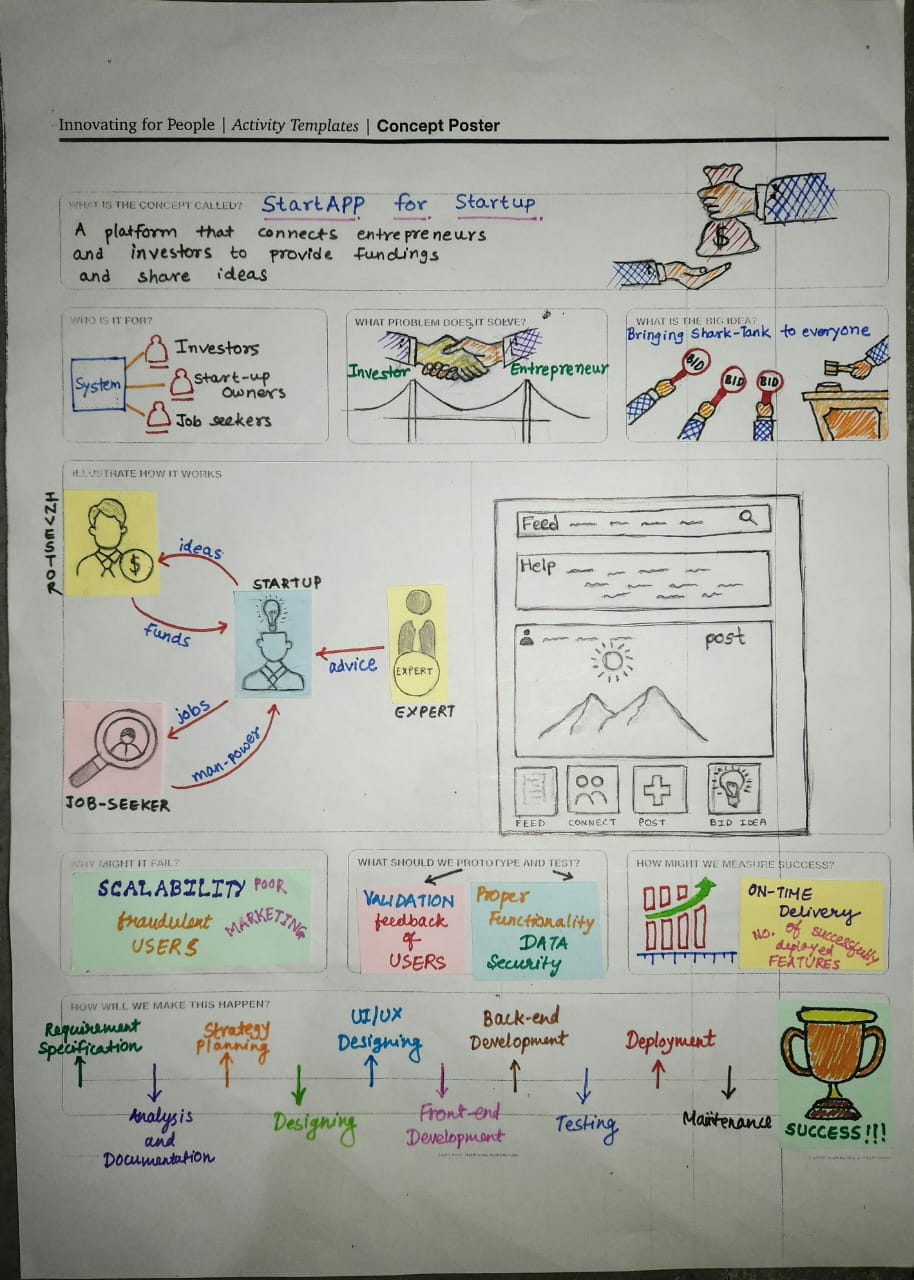 Innovating for People | Activity Templates | Concept Poster
WHAT IS THE CONCEPT CALLED? StartAPP for Startup
A platform that connects entrepreneurs
and investors to provide fundings
and share ideas
$
WHO IS IT FOR?
System
Investors
Start-up
Owners
Job seekers
WHAT PROBLEM DOES IT SOLVE?
Investor
Entrepreneur
WHAT IS THE BIG IDEA?
Bringing Shark-Tank to everyone
BID
BID
BID
ILLUSTRATE HOW IT WORKS
INVESTOR
$
ideas
funds
STARTUP
advice
EXPERT
EXPERT
jobs
man-power
JOB-SEEKER
Feed
Help
post
FEED
CONNECT
POST
BID IDEA
WHY MIGHT IT FAIL?
SCALABILITY
POOR
MARKETING
fraudulent
USERS
WHAT SHOULD WE PROTOTYPE AND TEST?
VALIDATION
feedback
of
USERS
Proper
Functionality
DATA
Security
HOW MIGHT WE MEASURE SUCCESS?
ON-TIME
Delivery
NO. of successfully
deployed
FEATURES
HOW WILL WE MAKE THIS HAPPEN?
Requirement
Specification
Analysis
and
Documentation
Strategy
Planning
Designing
UI/UX
Designing
Front-end
Development
Back-end
Development
Testing
Deployment
Maintenance
SUCCESS!!!